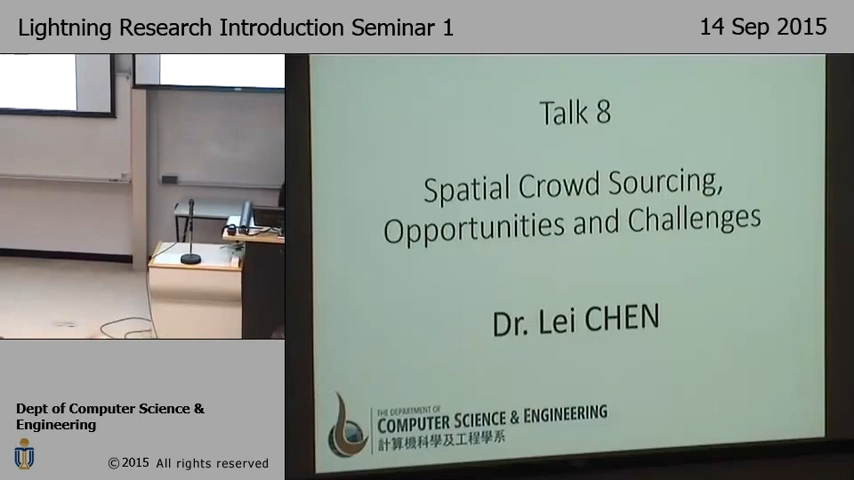 Lightning Research Introduction Seminar 1
14 Sep 2015
Talk 8
Spatial Crowd Sourcing,
Opportunities and Challenges
Dr. Lei CHEN
THE DEPARTMENT OF
COMPUTER SCIENCE & ENGINEERING
計算機科學及工程學系
Dept of Computer Science &
Engineering
©2015 All rights reserved